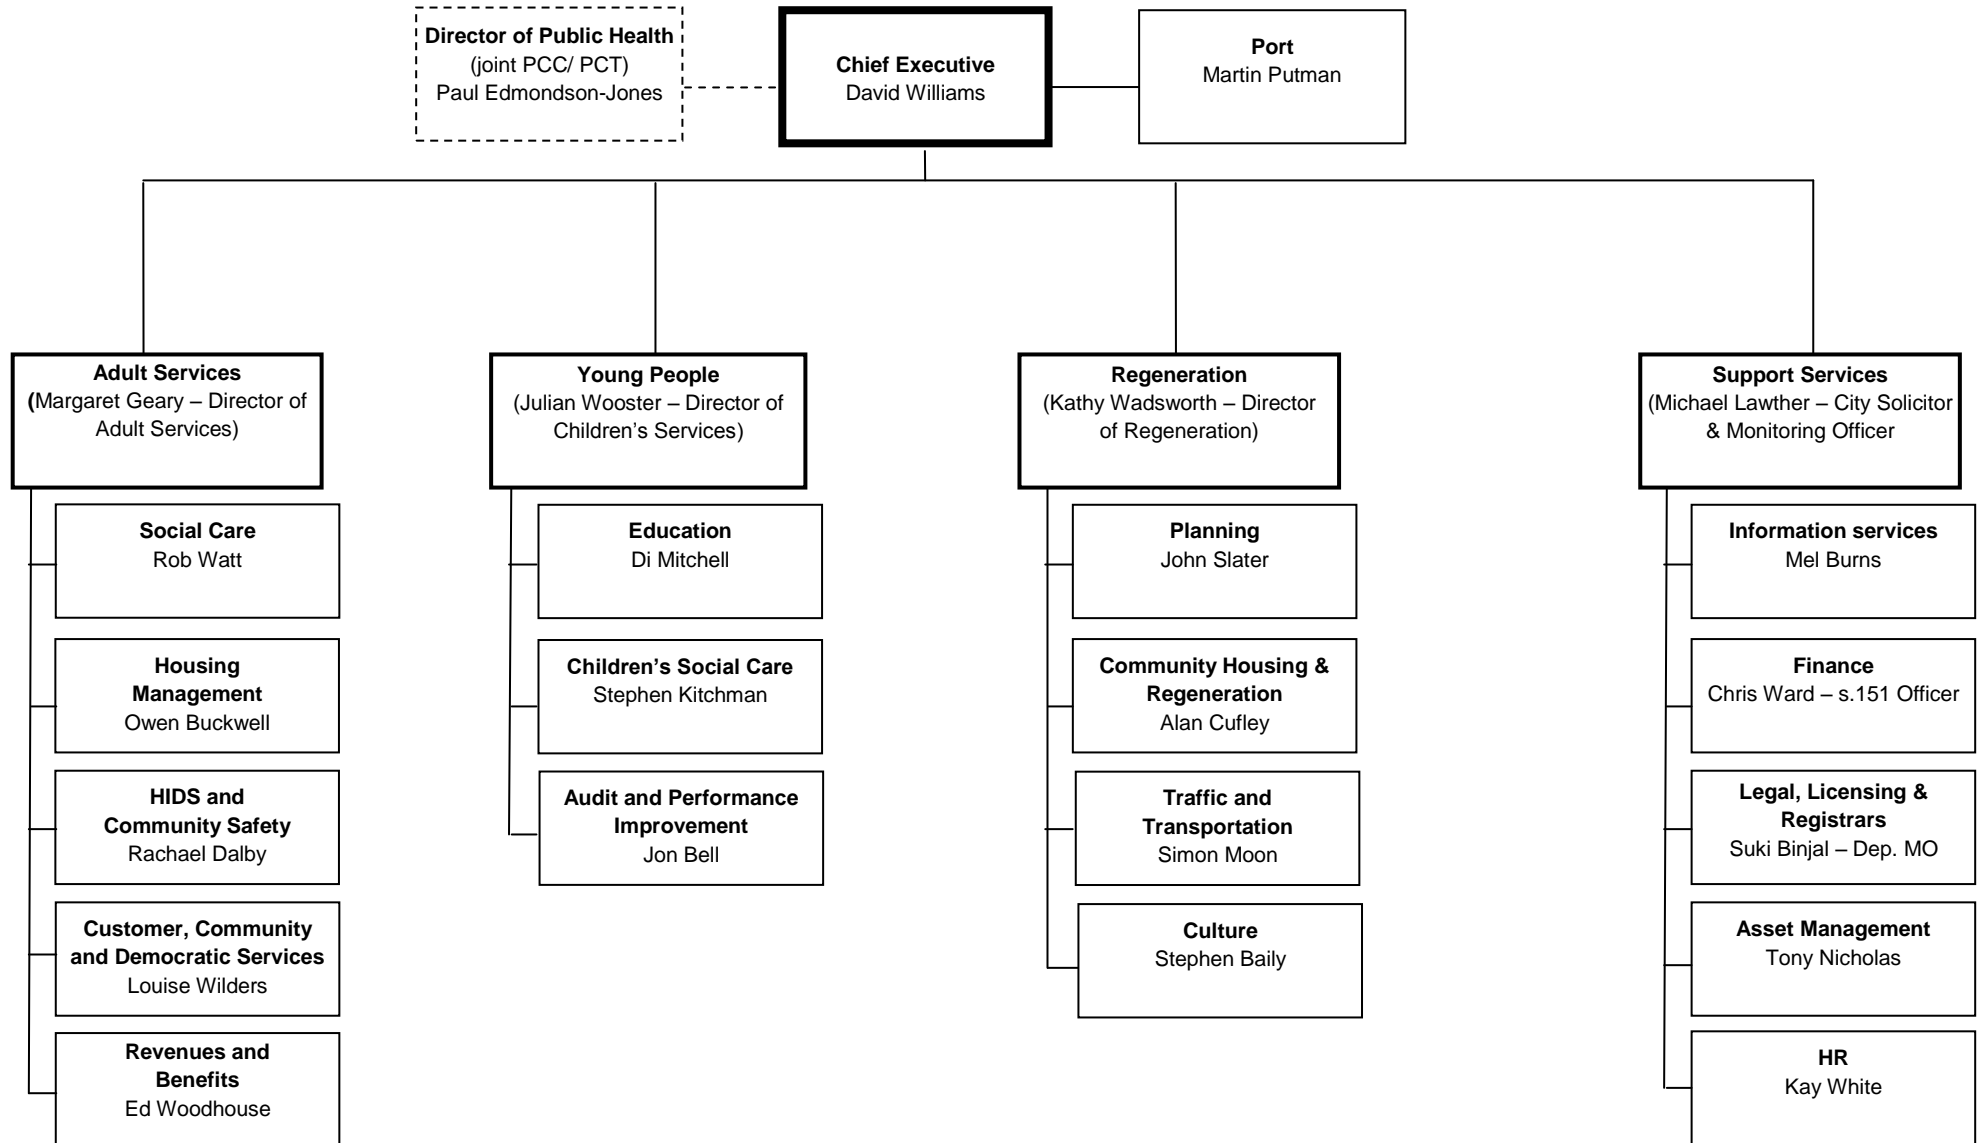 Director of Public Health
(joint PCC/ PCT)
Paul Edmondson-Jones
Chief Executive
David Williams
Port
Martin Putman
Adult Services
(Margaret Geary – Director of
Adult Services)
Social Care
Rob Watt
Housing
Management
Owen Buckwell
HIDS and
Community Safety
Rachael Dalby
Customer, Community
and Democratic Services
Louise Wilders
Revenues and
Benefits
Ed Woodhouse
Young People
(Julian Wooster – Director of
Children’s Services)
Education
Di Mitchell
Children’s Social Care
Stephen Kitchman
Audit and Performance
Improvement
Jon Bell
Regeneration
(Kathy Wadsworth – Director
of Regeneration)
Planning
John Slater
Community Housing &
Regeneration
Alan Cufley
Traffic and
Transportation
Simon Moon
Culture
Stephen Baily
Support Services
(Michael Lawther – City Solicitor
& Monitoring Officer
Information services
Mel Burns
Finance
Chris Ward – s.151 Officer
Legal, Licensing &
Registrars
Suki Binjal – Dep. MO
Asset Management
Tony Nicholas
HR
Kay White